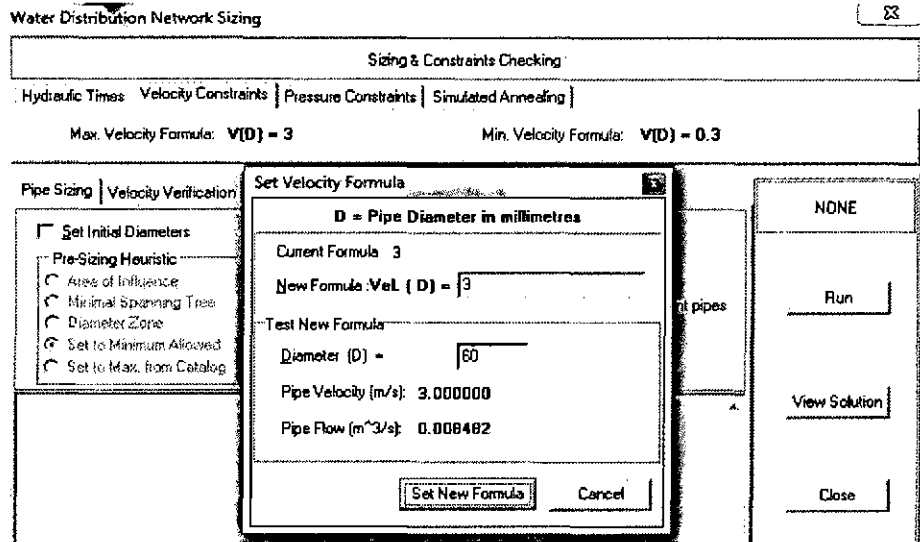 Water Distribution Network Sizing
Sizing & Constraints Checking
Hydraulic Times Velocity Constraints Pressure Constraints Simulated Annealing
Max. Velocity Formula: V(D) = 3 Min. Velocity Formula: V(D) = 0.3
Pipe Sizing Velocity Verification
Set Initial Diameters
Pre-Sizing Heuristic
Area of Influence
Minimal Spanning Tree
Diameter Zone
Set to Minimum Allowed
Set to Max. from Catalog
Set Velocity Formula
D = Pipe Diameter in millimetres
Current Formula 3
New Formula :Vel. ( D) = 3
Test New Formula
Diameter (D) = 60
Pipe Velocity (m/s): 3.000000
Pipe Flow (m^3/s): 0.008482
Set New Formula Cancel
nt pipes
NONE
Run
View Solution
Close